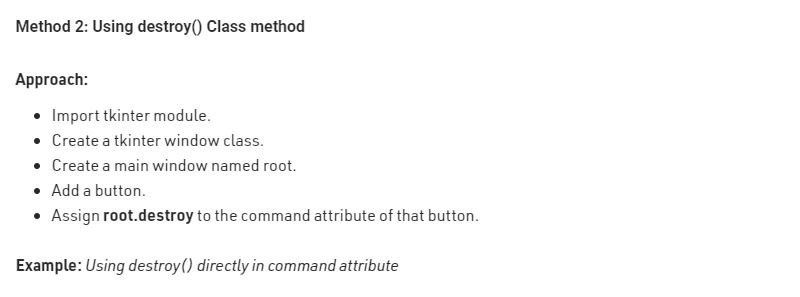 Method 2: Using destroy() Class method
Approach:
• Import tkinter module.
• Create a tkinter window class.
• Create a main window named root.
• Add a button.
• Assign root.destroy to the command attribute of that button.
Example: Using destroy() directly in command attribute